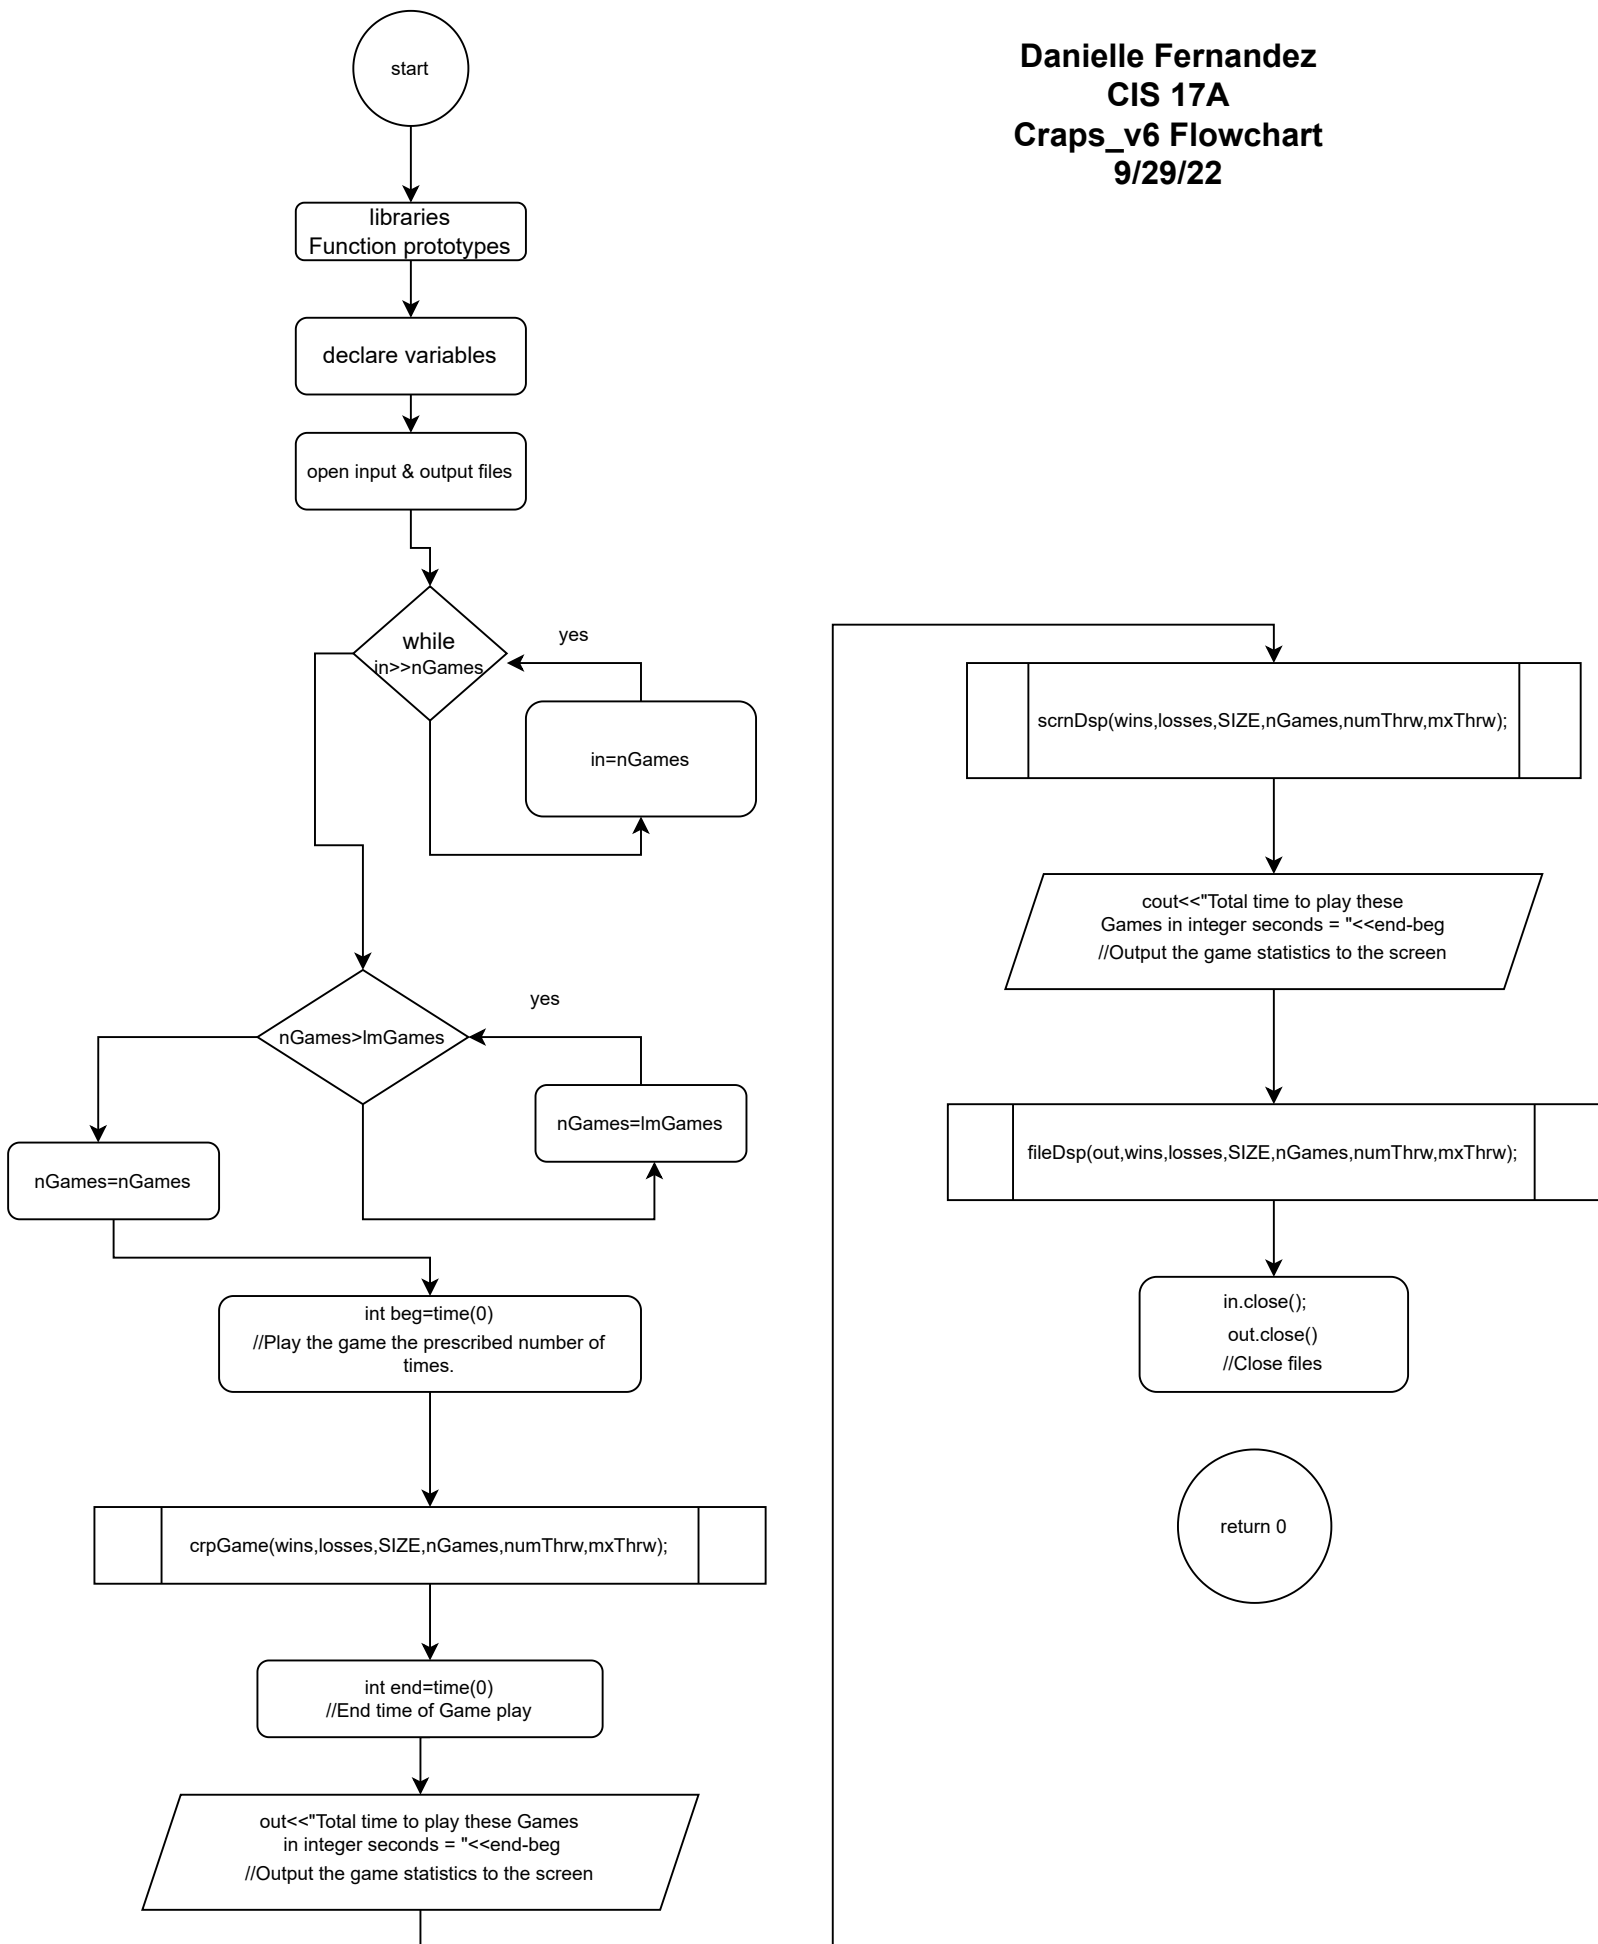 Danielle Fernandez
CIS 17A
Craps_v6 Flowchart
9/29/22
start
libraries
Function prototypes
declare variables
open input & output files
while
in>>nGames
yes
in=nGames
nGames>lmGames
yes
nGames=lmGames
nGames=nGames
int beg=time(0)
//Play the game the prescribed number of
times.
crpGame(wins,losses,SIZE,nGames,numThrw,mxThrw);
int end=time(0)
//End time of Game play
out<<"Total time to play these Games
in integer seconds = "<<end-beg
//Output the game statistics to the screen
scrnDsp(wins,losses,SIZE,nGames,numThrw,mxThrw);
cout<<"Total time to play these
Games in integer seconds = "<<end-beg
//Output the game statistics to the screen
fileDsp(out,wins,losses,SIZE,nGames,numThrw,mxThrw);
in.close();
out.close()
//Close files
return 0